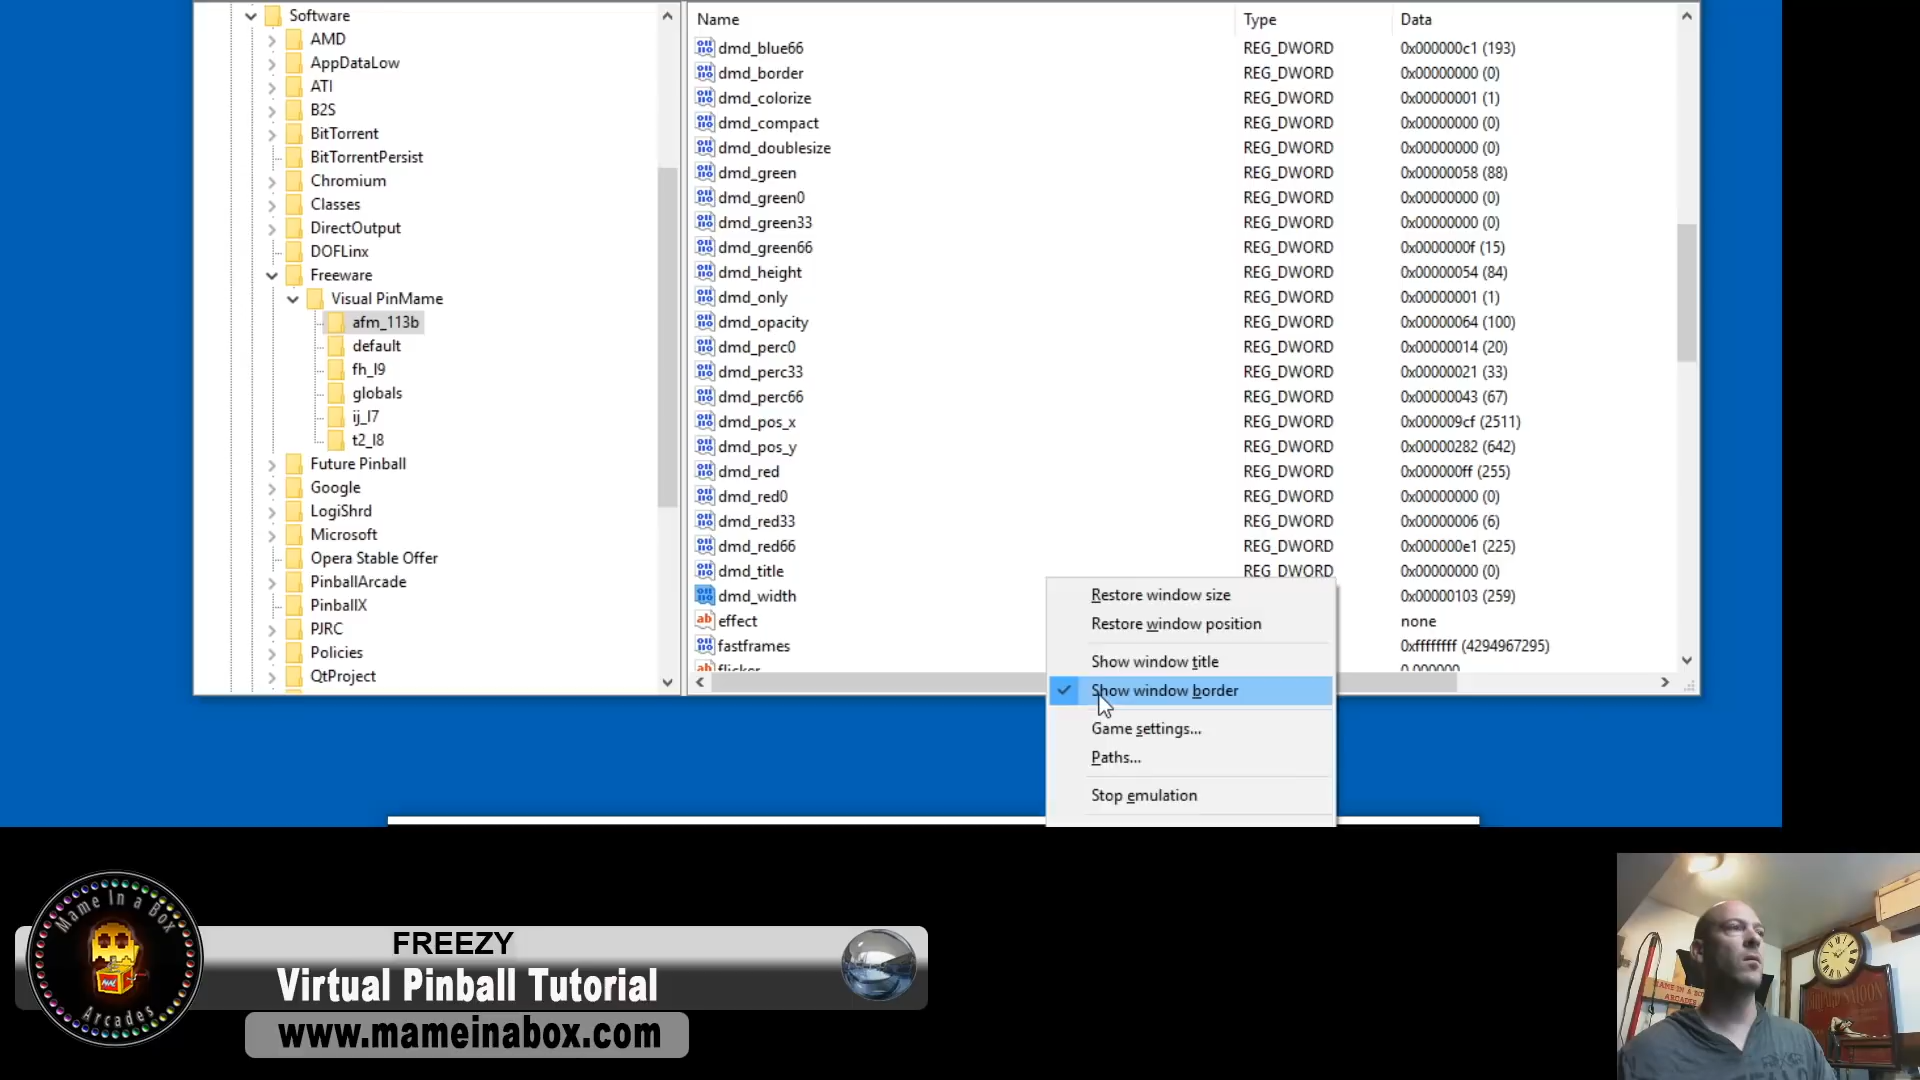 Software
AMD
AppDataLow
ATI
B2S
BitTorrent
BitTorrentPersist
Chromium
Classes
DirectOutput
DOFLinx
Freeware
Visual PinMame
afm_113b
default
fh_l9
globals
ij_l7
t2_l8
Future Pinball
Google
LogiShrd
Microsoft
Opera Stable Offer
PinballArcade
PinballX
PJRC
Policies
QtProject
Name Type Data
dmd_blue66 REG_DWORD 0x000000c1 (193)
dmd_border REG_DWORD 0x00000000 (0)
dmd_colorize REG_DWORD 0x00000001 (1)
dmd_compact REG_DWORD 0x00000000 (0)
dmd_doublesize REG_DWORD 0x00000000 (0)
dmd_green REG_DWORD 0x00000058 (88)
dmd_green0 REG_DWORD 0x00000000 (0)
dmd_green33 REG_DWORD 0x00000000 (0)
dmd_green66 REG_DWORD 0x0000000f (15)
dmd_height REG_DWORD 0x00000054 (84)
dmd_only REG_DWORD 0x00000001 (1)
dmd_opacity REG_DWORD 0x00000064 (100)
dmd_perc0 REG_DWORD 0x00000014 (20)
dmd_perc33 REG_DWORD 0x00000021 (33)
dmd_perc66 REG_DWORD 0x00000043 (67)
dmd_pos_x REG_DWORD 0x000009cf (2511)
dmd_pos_y REG_DWORD 0x00000282 (642)
dmd_red REG_DWORD 0x000000ff (255)
dmd_red0 REG_DWORD 0x00000000 (0)
dmd_red33 REG_DWORD 0x00000006 (6)
dmd_red66 REG_DWORD 0x000000e1 (225)
dmd_title REG_DWORD 0x00000000 (0)
dmd_width 0x00000103 (259)
effect none
fastframes 0xffffffff (4294967295)
flicker 0.000000
Restore window size
Restore window position
Show window title
Show window border
Game settings...
Paths...
Stop emulation
Mame In a Box
Arcades
FREEZY
Virtual Pinball Tutorial
www.mameinabox.com